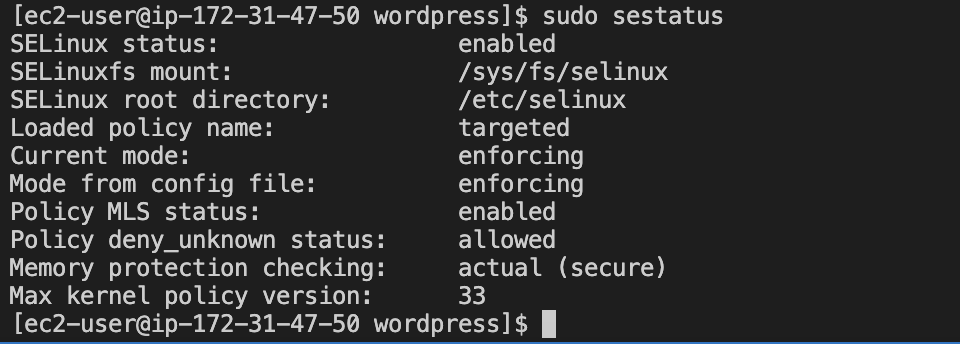 [ec2-user@ip-172-31-47-50 wordpress]$ sudo sestatus
SELinux status:                 enabled
SELinuxfs mount:                /sys/fs/selinux
SELinux root directory:         /etc/selinux
Loaded policy name:             targeted
Current mode:                   enforcing
Mode from config file:          enforcing
Policy MLS status:              enabled
Policy deny_unknown status:     allowed
Memory protection checking:     actual (secure)
Max kernel policy version:      33
[ec2-user@ip-172-31-47-50 wordpress]$